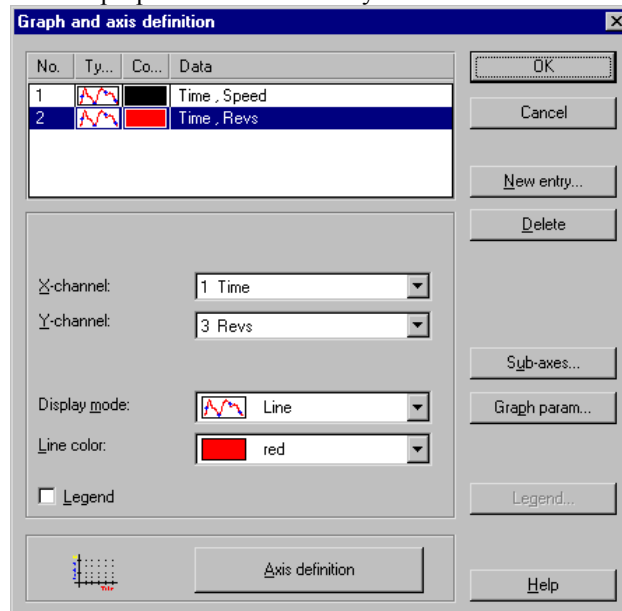 Graph and axis definition
No. Ty... Co... Data
1 Time , Speed
2 Time , Revs
OK
Cancel
New entry...
Delete
X-channel: 1 Time
Y-channel: 3 Revs
Sub-axes...
Display mode: Line
Graph param...
Line color: red
Legend
Legend...
Axis definition
Help